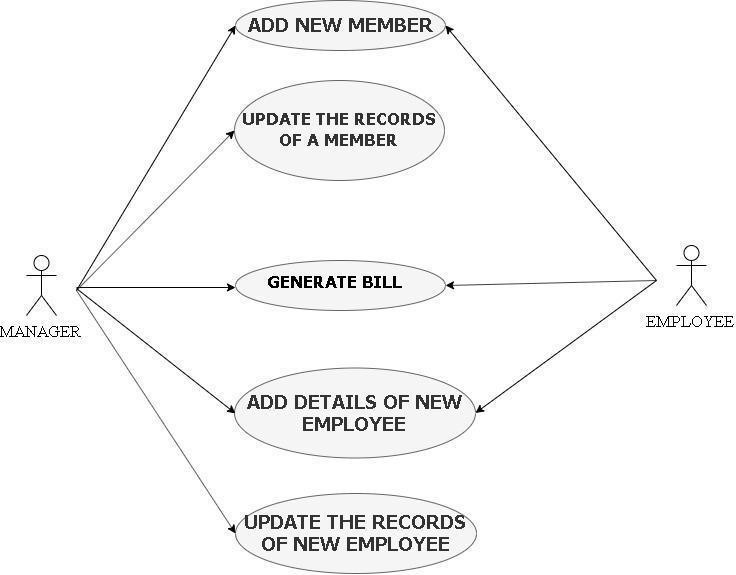 ADD NEW MEMBER
UPDATE THE RECORDS
OF A MEMBER
GENERATE BILL
MANAGER
EMPLOYEE
ADD DETAILS OF NEW
EMPLOYEE
UPDATE THE RECORDS
OF NEW EMPLOYEE